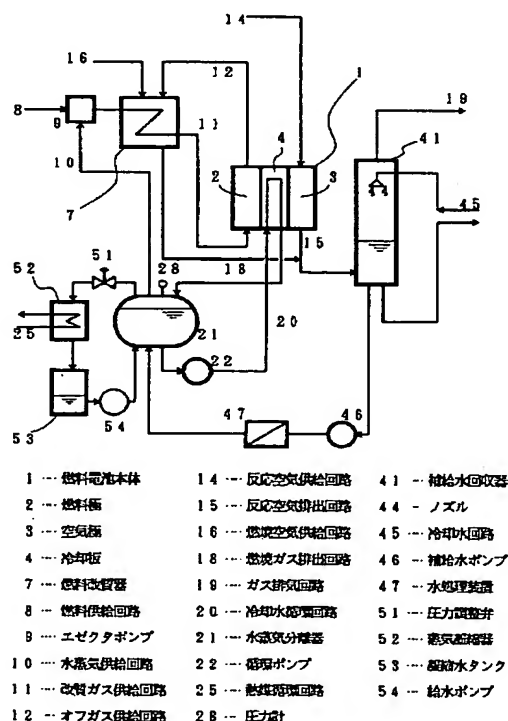 14
16
12
1
19
8
9
11
4
41
10
2
3
44
7
45
51
28
15
52
18
25
21
20
22
53
54
47
46
1 … 燃料電池本体
2 … 燃料極
3 … 空気極
4 … 冷却板
7 … 燃料改質器
8 … 燃料供給回路
9 … エゼクタポンプ
10 … 水蒸気供給回路
11 … 改質ガス供給回路
12 … オフガス供給回路
14 … 反応空気供給回路
15 … 反応空気排出回路
16 … 燃焼空気供給回路
18 … 燃焼ガス排出回路
19 … ガス排気回路
20 … 冷却水循環回路
21 … 水蒸気分離器
22 … 循環ポンプ
25 … 熱媒循環回路
28 … 圧力計
41 … 補給水回収器
44 … ノズル
45 … 冷却水回路
46 … 補給水ポンプ
47 … 水処理装置
51 … 圧力調整弁
52 … 蒸気凝縮器
53 … 凝縮水タンク
54 … 給水ポンプ